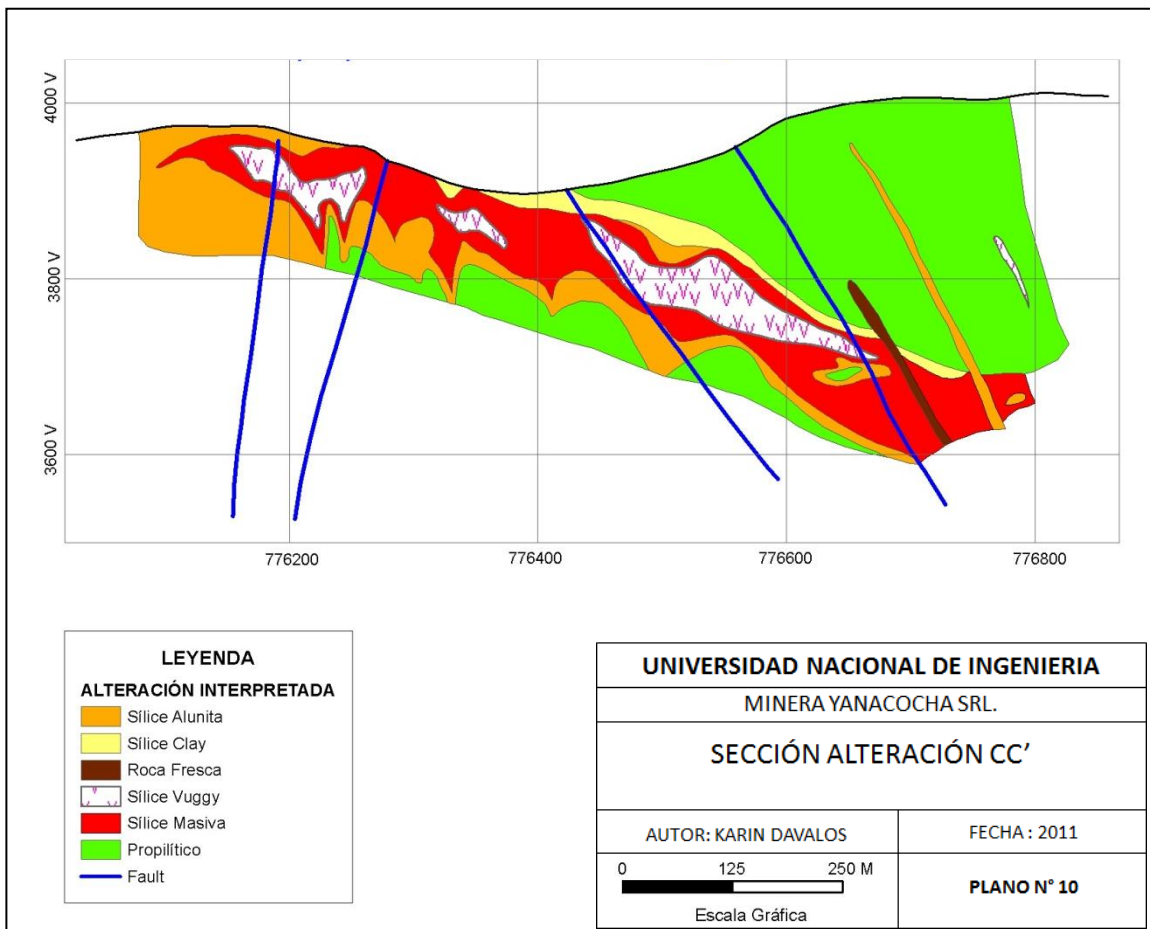 4000 V
3800 V
3600 V
776200 776400 776600 776800
LEYENDA
ALTERACIÓN INTERPRETADA
Sílice Alunita
Sílice Clay
Roca Fresca
Sílice Vuggy
Sílice Masiva
Propilítico
Fault
UNIVERSIDAD NACIONAL DE INGENIERIA
MINERA YANACOCHA SRL.
SECCIÓN ALTERACIÓN CC’
AUTOR: KARIN DAVALOS
FECHA : 2011
0 125 250 M
Escala Gráfica
PLANO N° 10